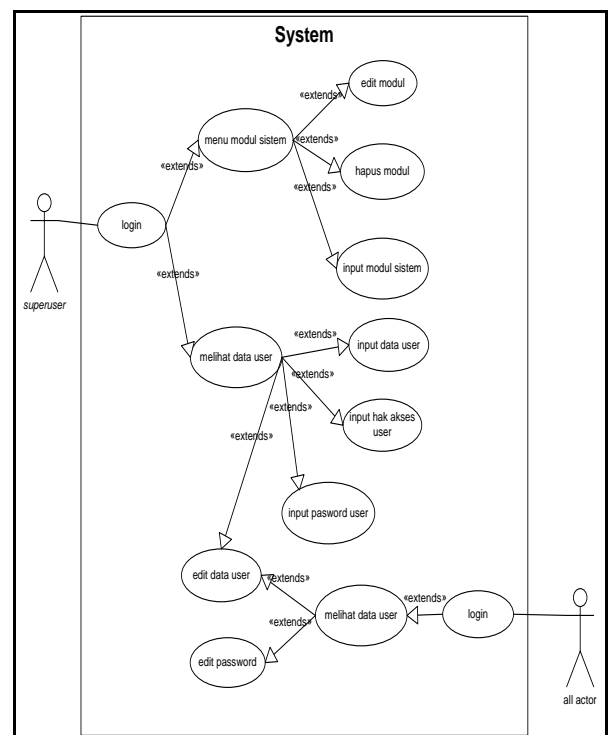 System
edit modul
«extends»
menu modul sistem
«extends»
hapus modul
«extends»
«extends»
login
superuser
input modul sistem
«extends»
«extends»
input data user
melihat data user
«extends»
input hak akses
user
«extends»
input pasword user
edit data user
«extends»
«extends»
melihat data user
login
«extends»
edit password
all actor